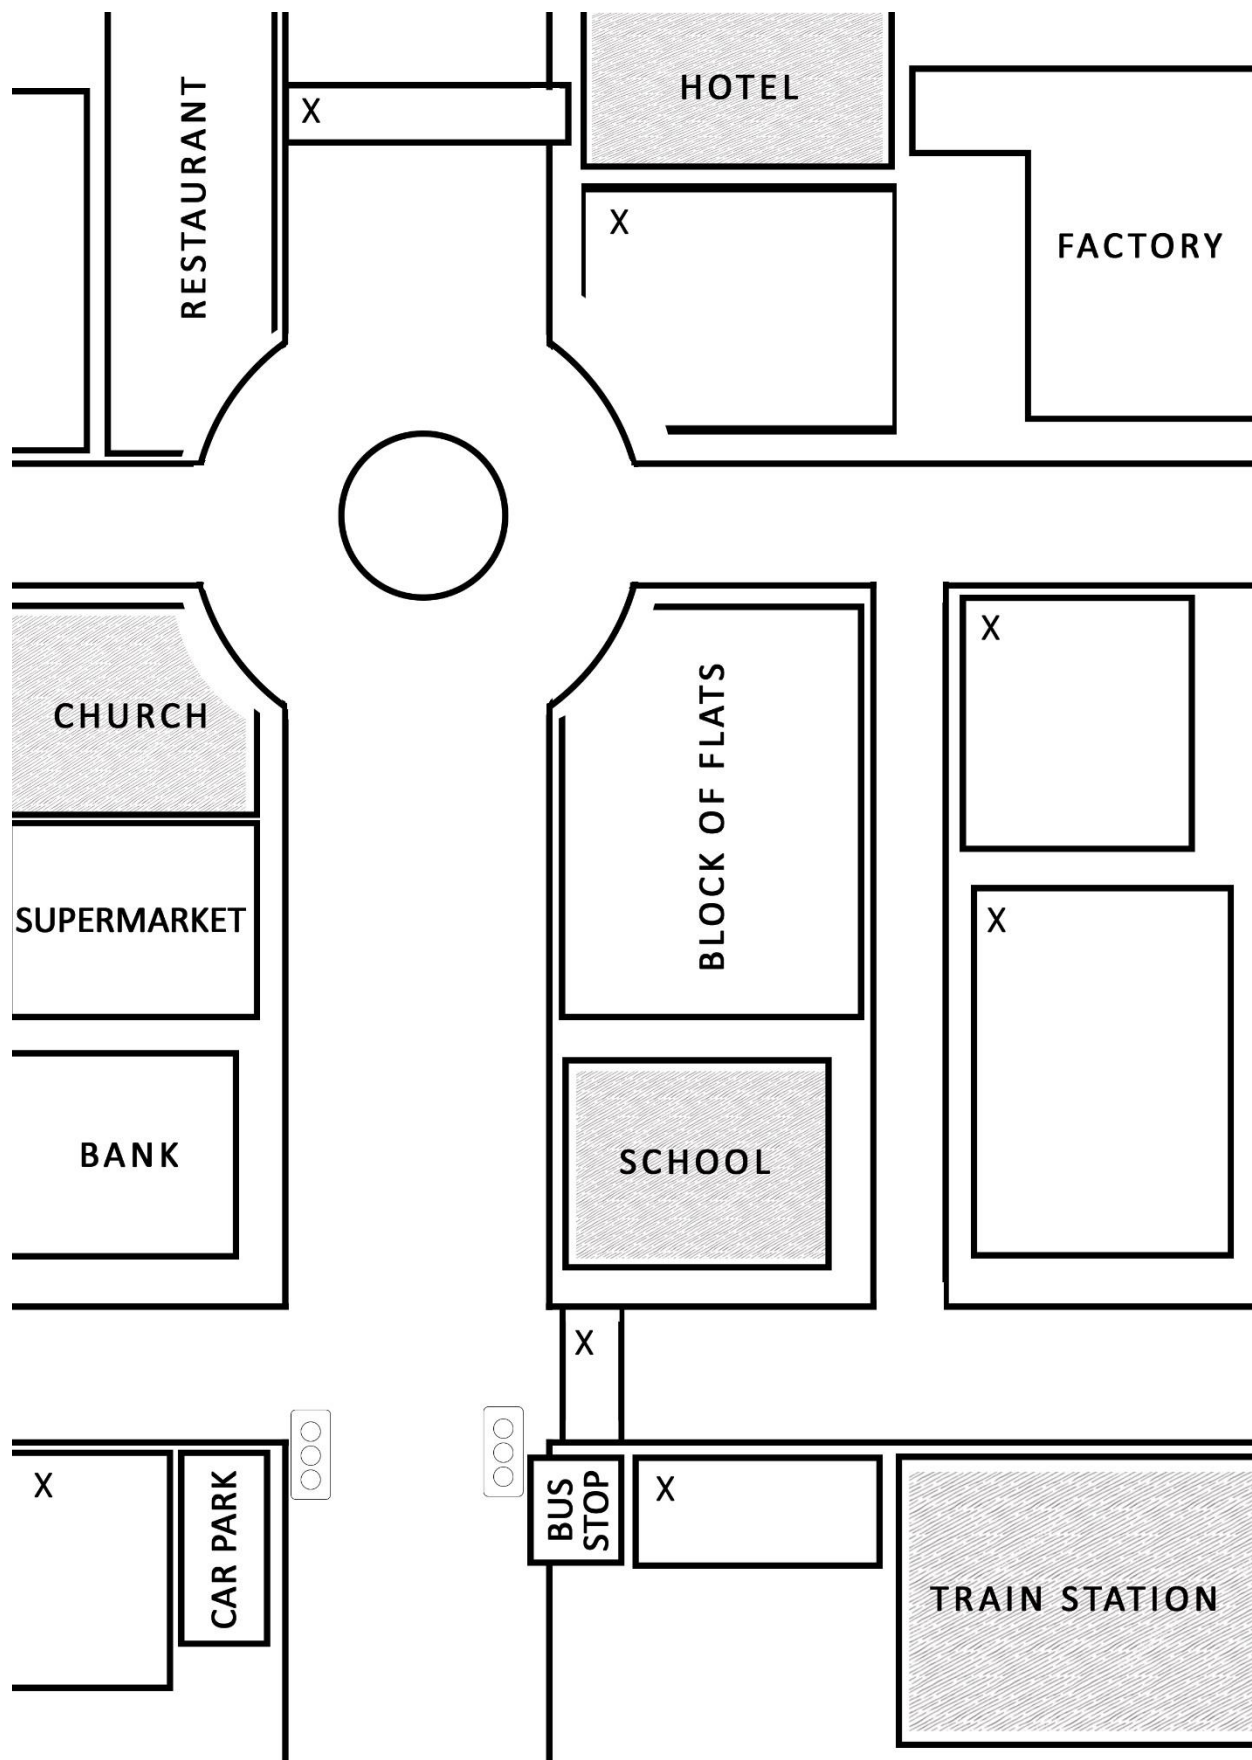 RESTAURANT
X
HOTEL
X
FACTORY
CHURCH
BLOCK OF FLATS
X
SUPERMARKET
X
BANK
SCHOOL
X
X
CAR PARK
BUS
STOP
X
TRAIN STATION